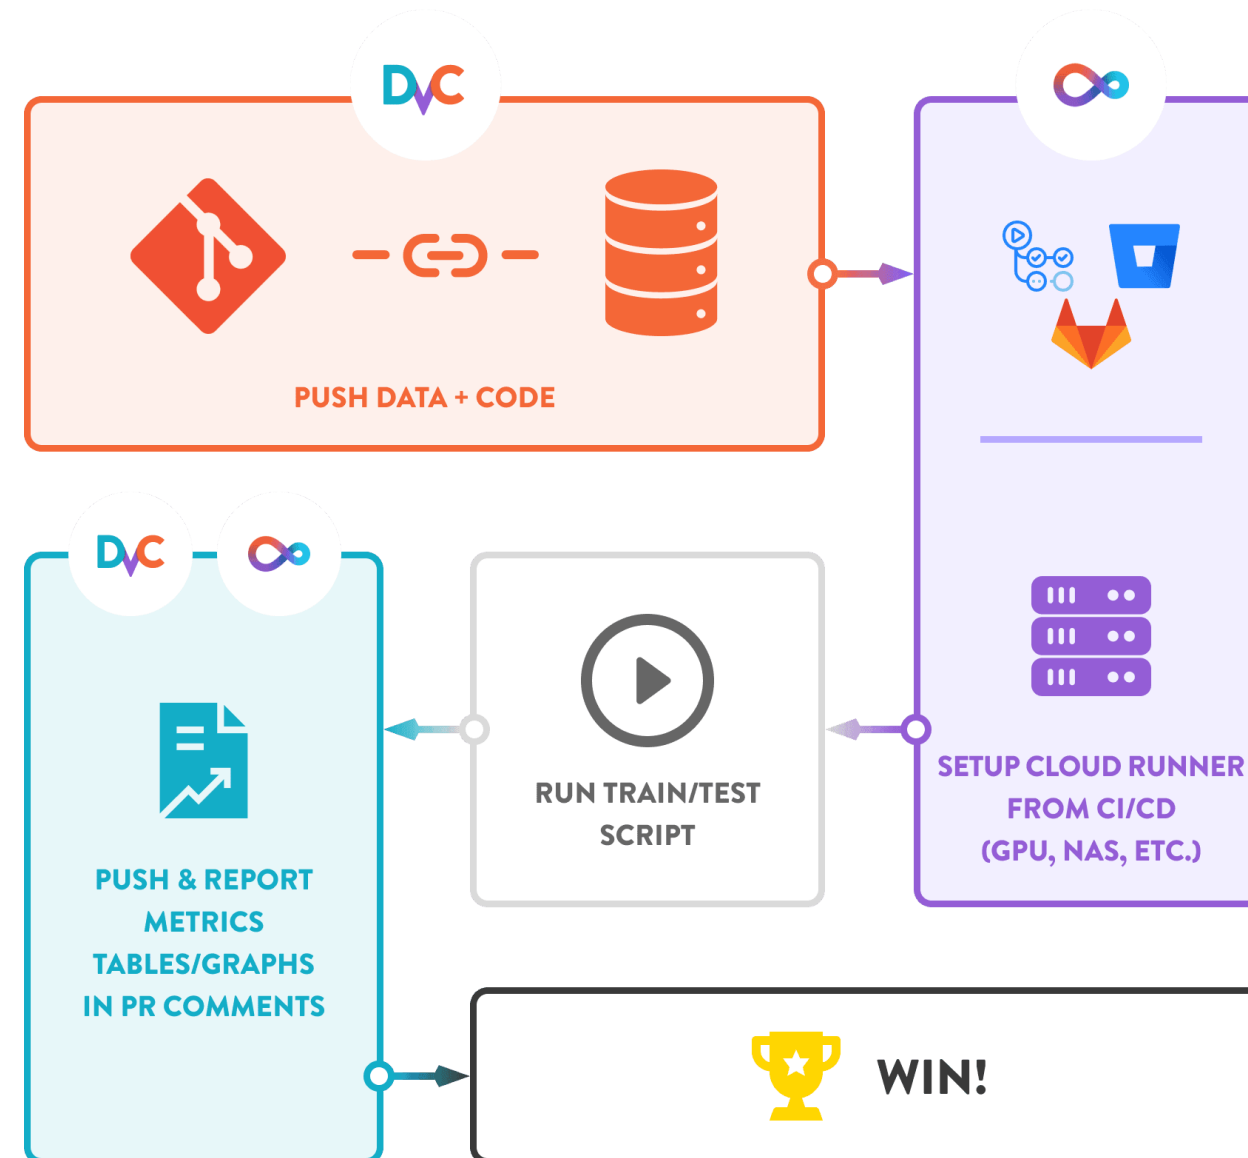 DVC
PUSH DATA + CODE
SETUP CLOUD RUNNER
FROM CI/CD
(GPU, NAS, ETC.)
RUN TRAIN/TEST
SCRIPT
DVC
PUSH & REPORT
METRICS
TABLES/GRAPHS
IN PR COMMENTS
WIN!